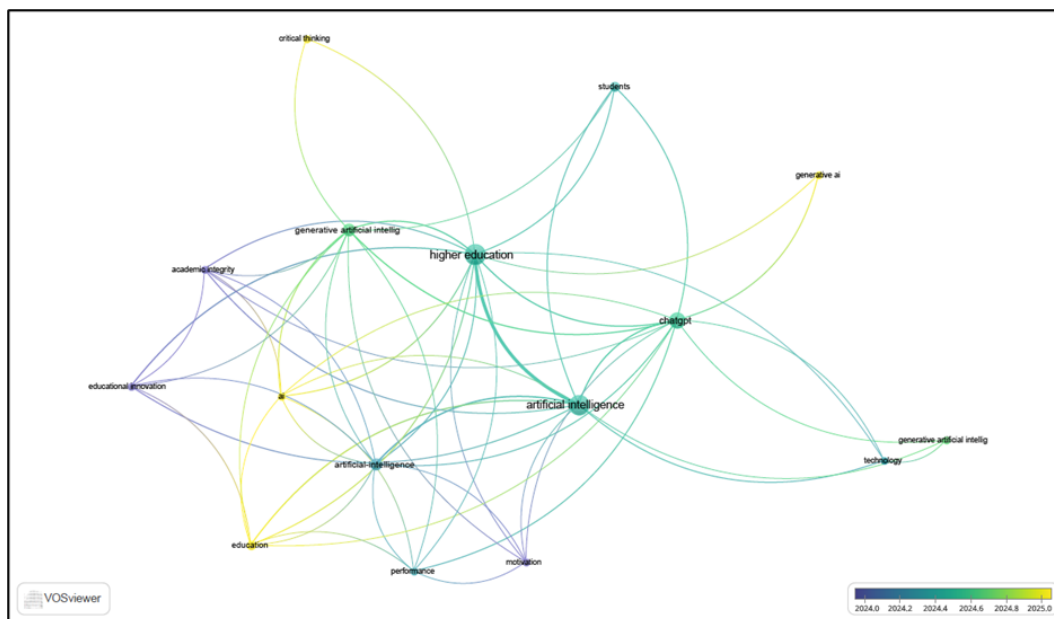 critical thinking
students
generative ai
generative artificial intellig
higher education
academic integrity
chatgpt
educational innovation
ai
artificial intelligence
generative artificial intellig
technology
artificial-intelligence
education
performance
motivation
VOSviewer
2024.0 2024.2 2024.4 2024.6 2024.8 2025.0